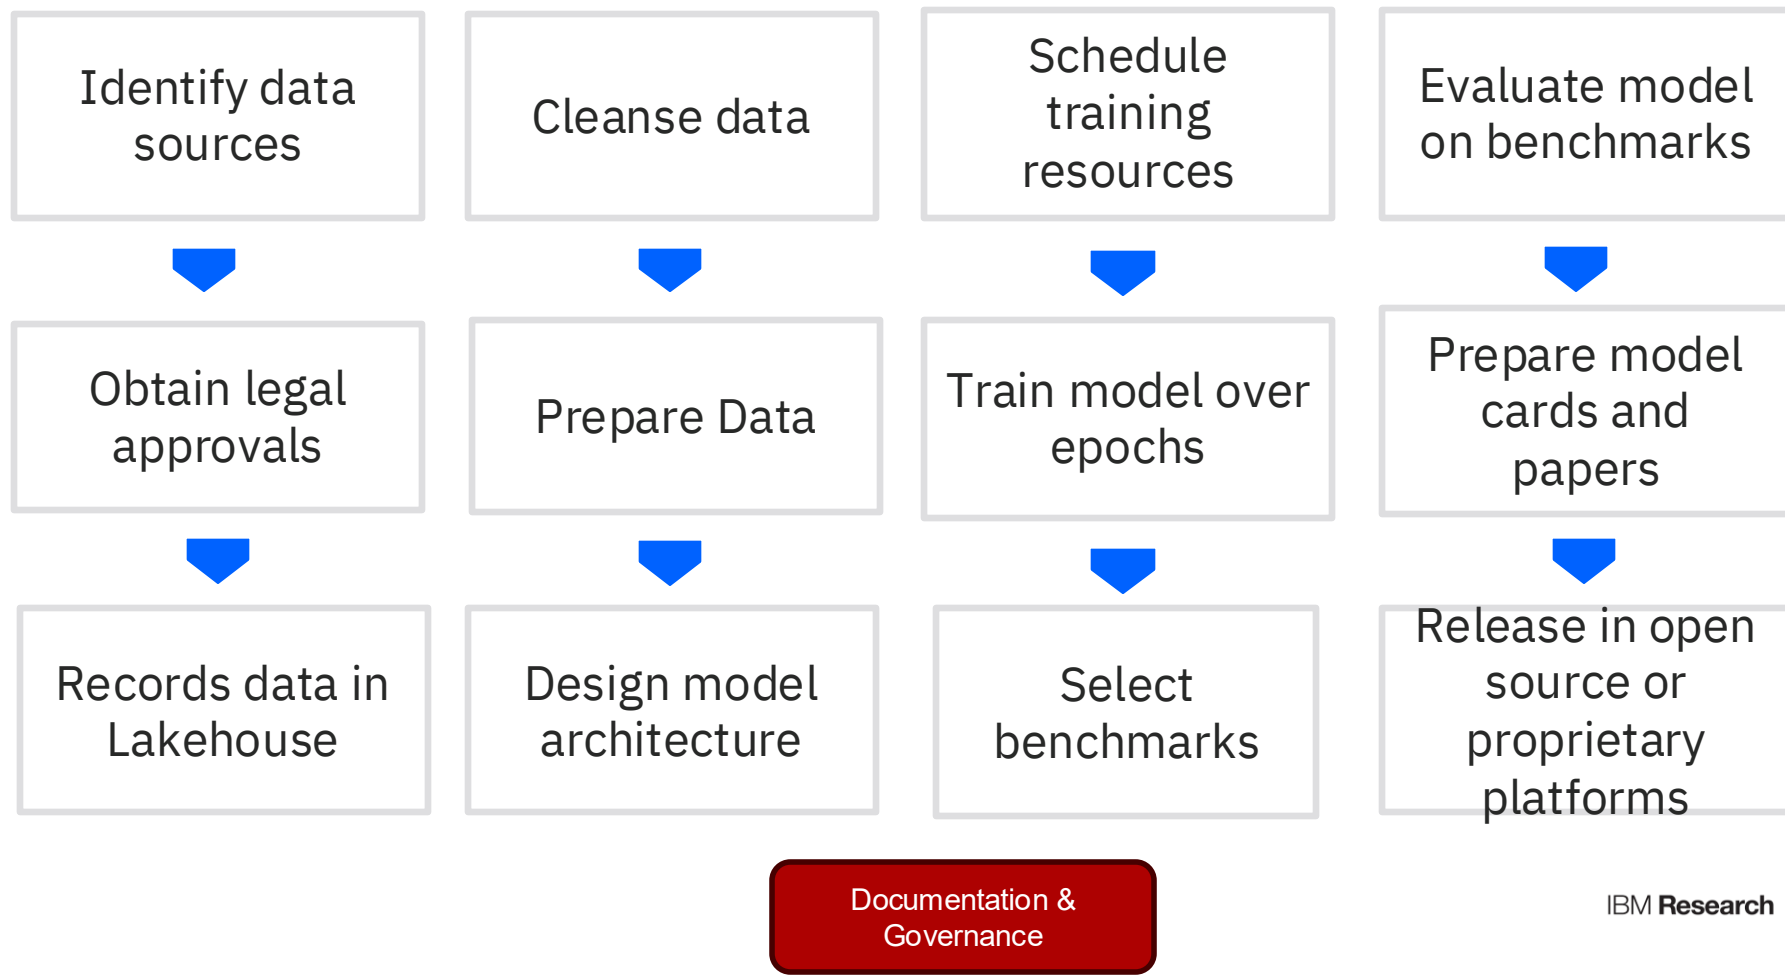 Identify data
sources
Obtain legal
approvals
Records data in
Lakehouse
Cleanse data
Prepare Data
Design model
architecture
Schedule
training
resources
Train model over
epochs
Select
benchmarks
Evaluate model
on benchmarks
Prepare model
cards and
papers
Release in open
source or
proprietary
platforms
Documentation &
Governance
IBM Research